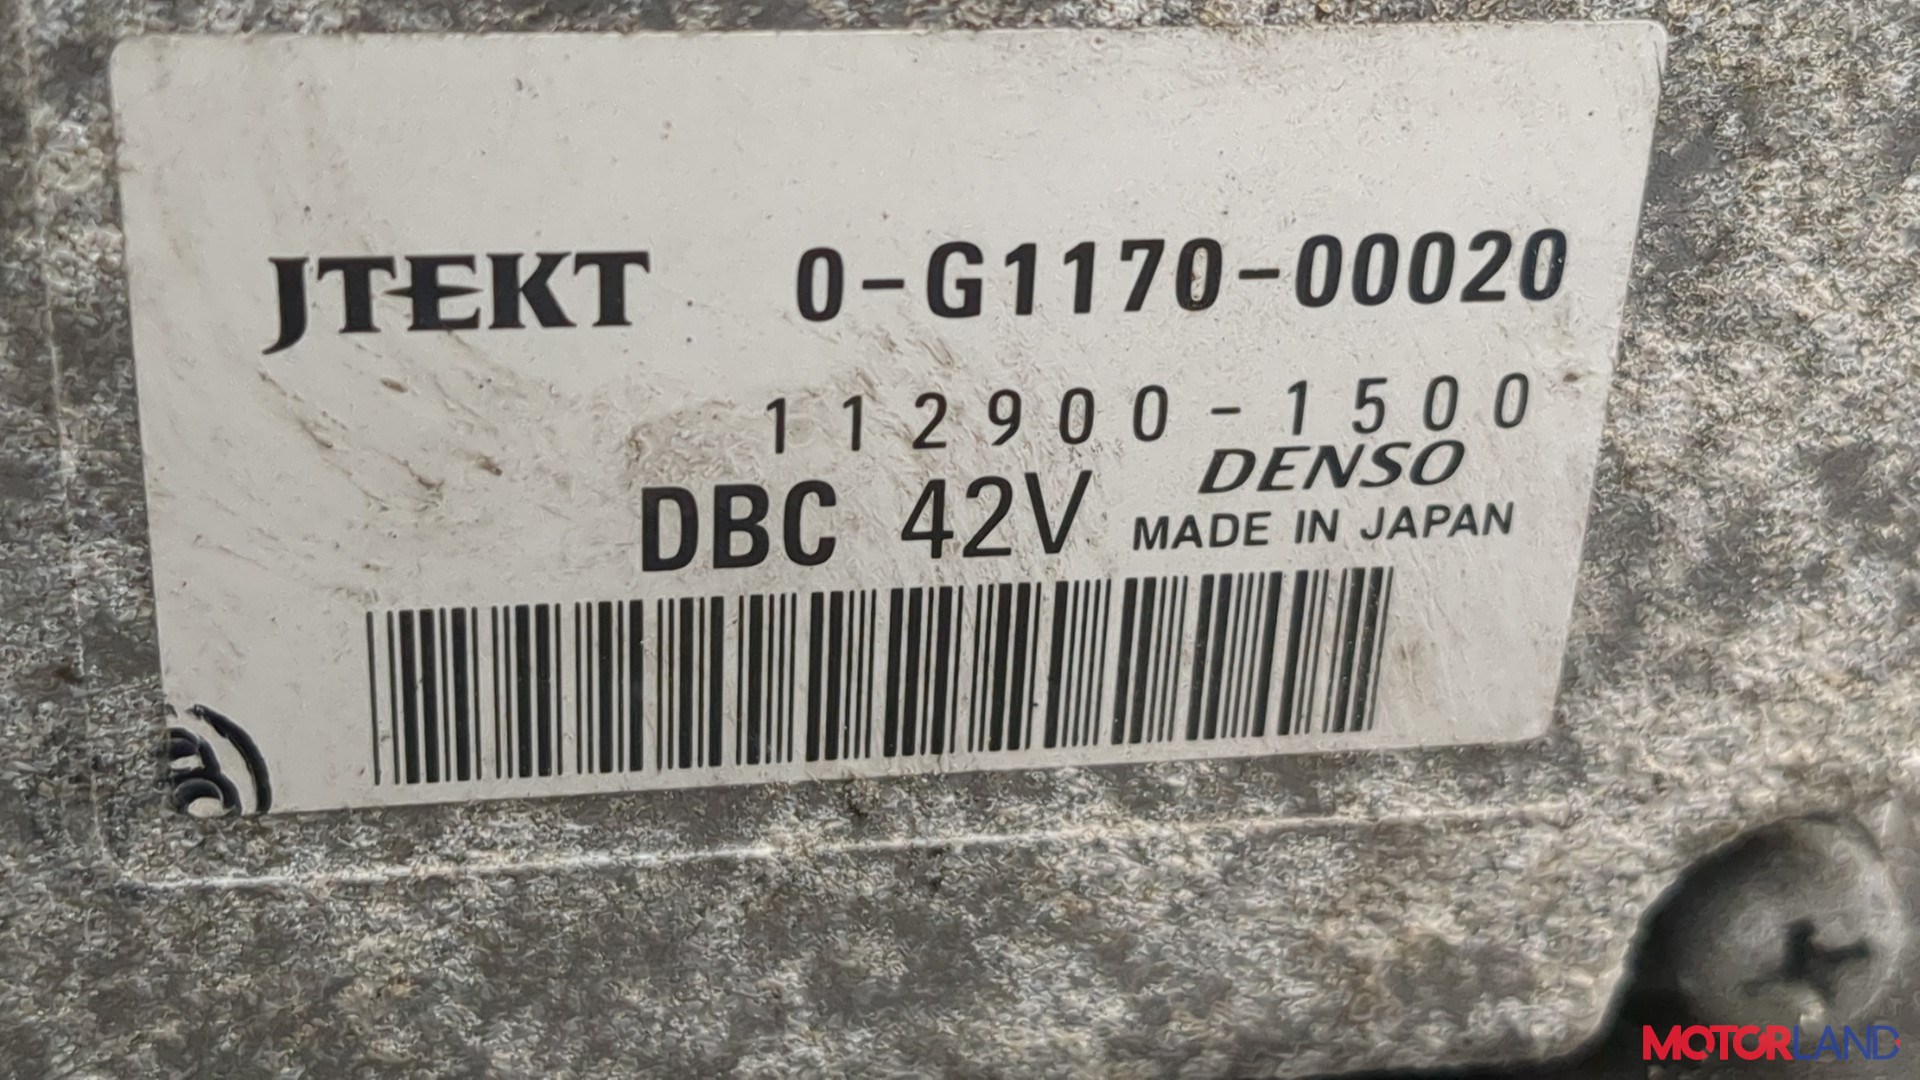 JTEKT 0-G1170-00020
112900-1500
DENSO
DBC 42V MADE IN JAPAN
MOTORLAND